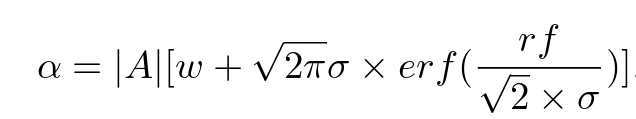 α = |A|[w + √2πσ × erf(rf/(√2 × σ))].